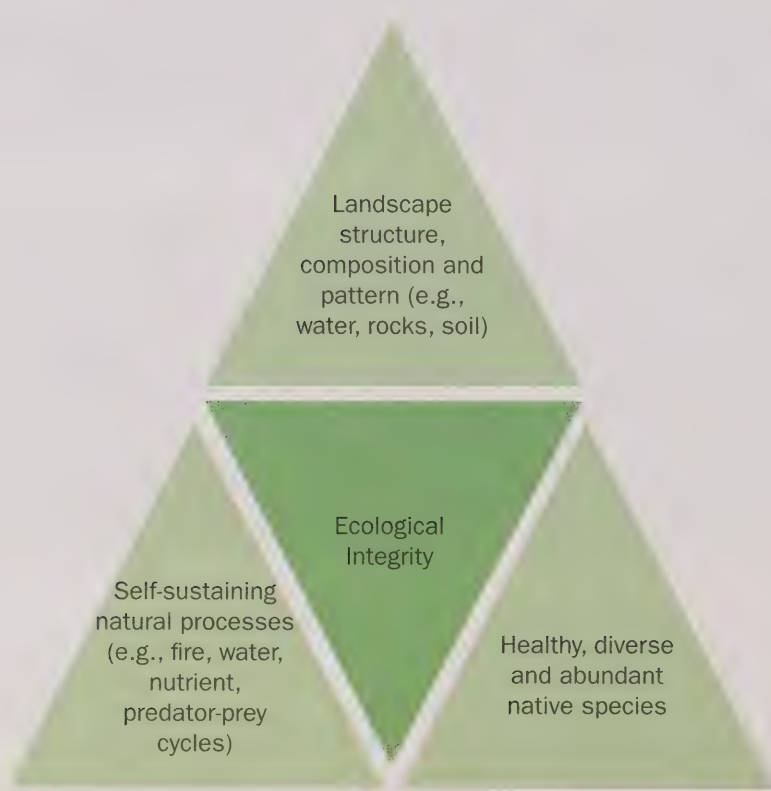 Landscape
structure,
composition and
pattern (e.g.,
water, rocks, soil)
Ecological
Integrity
Self-sustaining
natural processes
(e.g., fire, water,
nutrient,
predator-prey
cycles)
Healthy, diverse
and abundant
native species